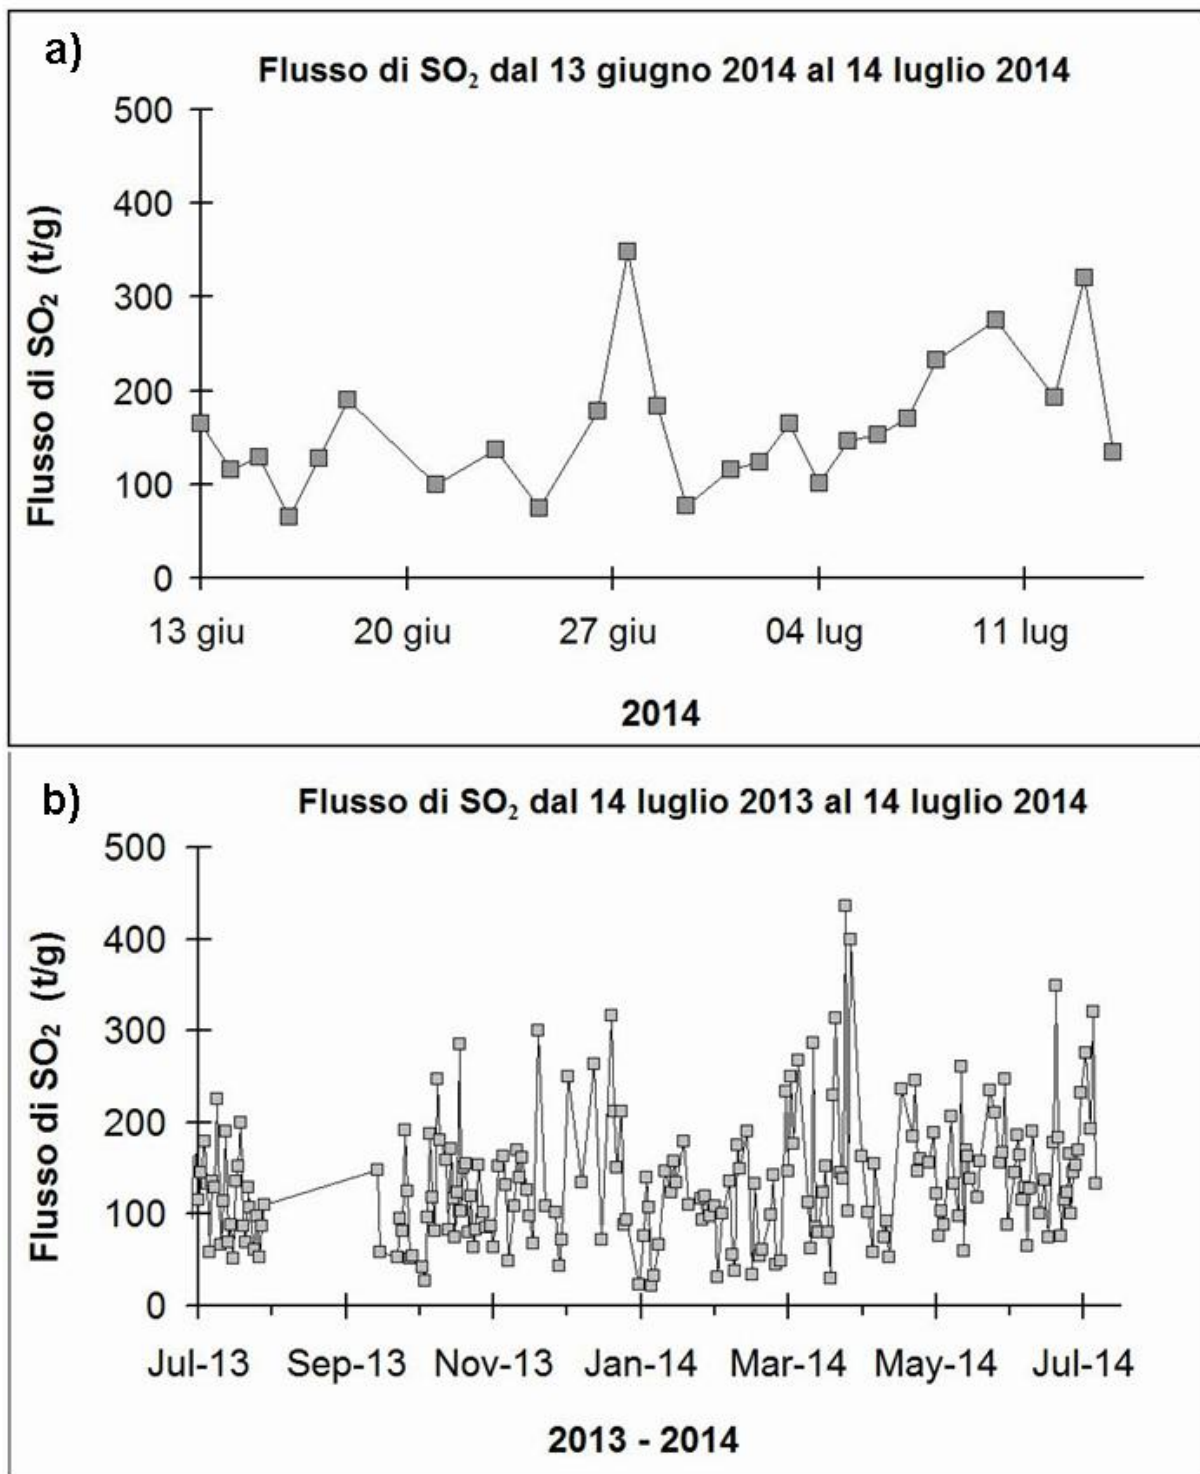 a)
Flusso di SO₂ dal 13 giugno 2014 al 14 luglio 2014
500
400
300
200
100
0
Flusso di SO₂ (t/g)
13 giu 20 giu 27 giu 04 lug 11 lug
2014
b)
Flusso di SO₂ dal 14 luglio 2013 al 14 luglio 2014
500
400
300
200
100
0
Flusso di SO₂ (t/g)
Jul-13 Sep-13 Nov-13 Jan-14 Mar-14 May-14 Jul-14
2013 - 2014